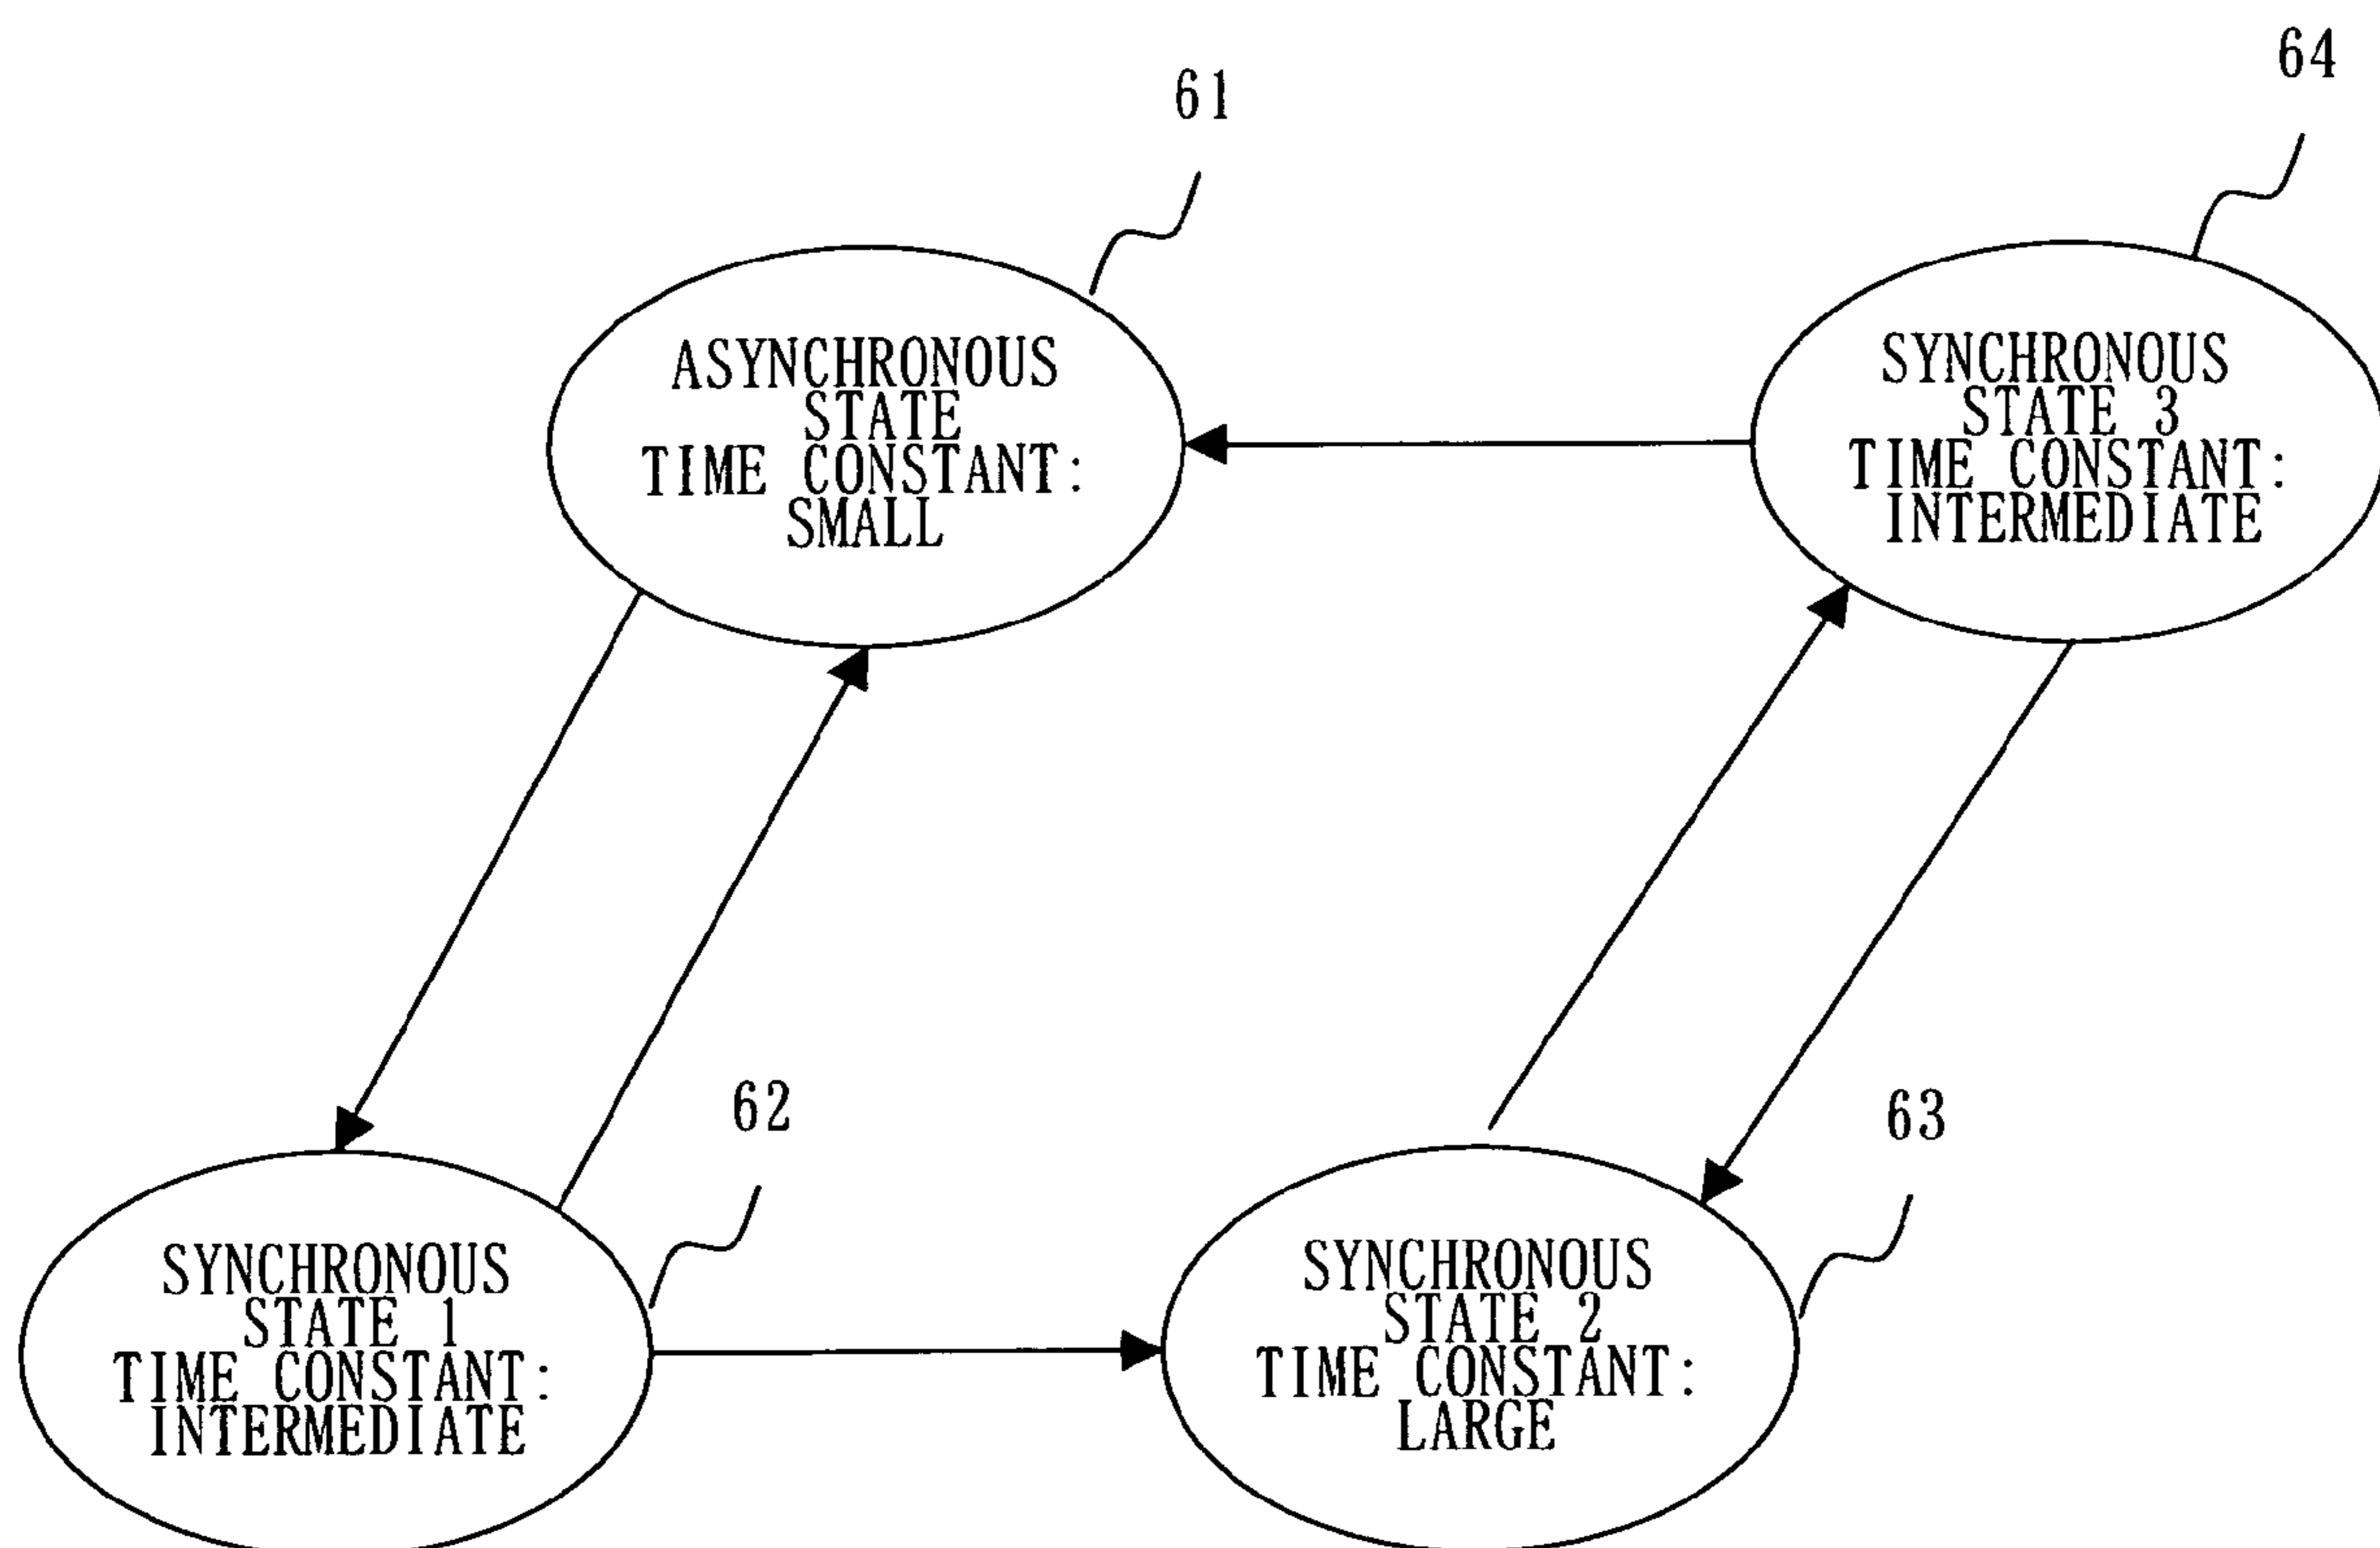 61
64
ASYNCHRONOUS
STATE
TIME CONSTANT:
SMALL
SYNCHRONOUS
STATE 3
TIME CONSTANT:
INTERMEDIATE
62
63
SYNCHRONOUS
STATE 1
TIME CONSTANT:
INTERMEDIATE
SYNCHRONOUS
STATE 2
TIME CONSTANT:
LARGE